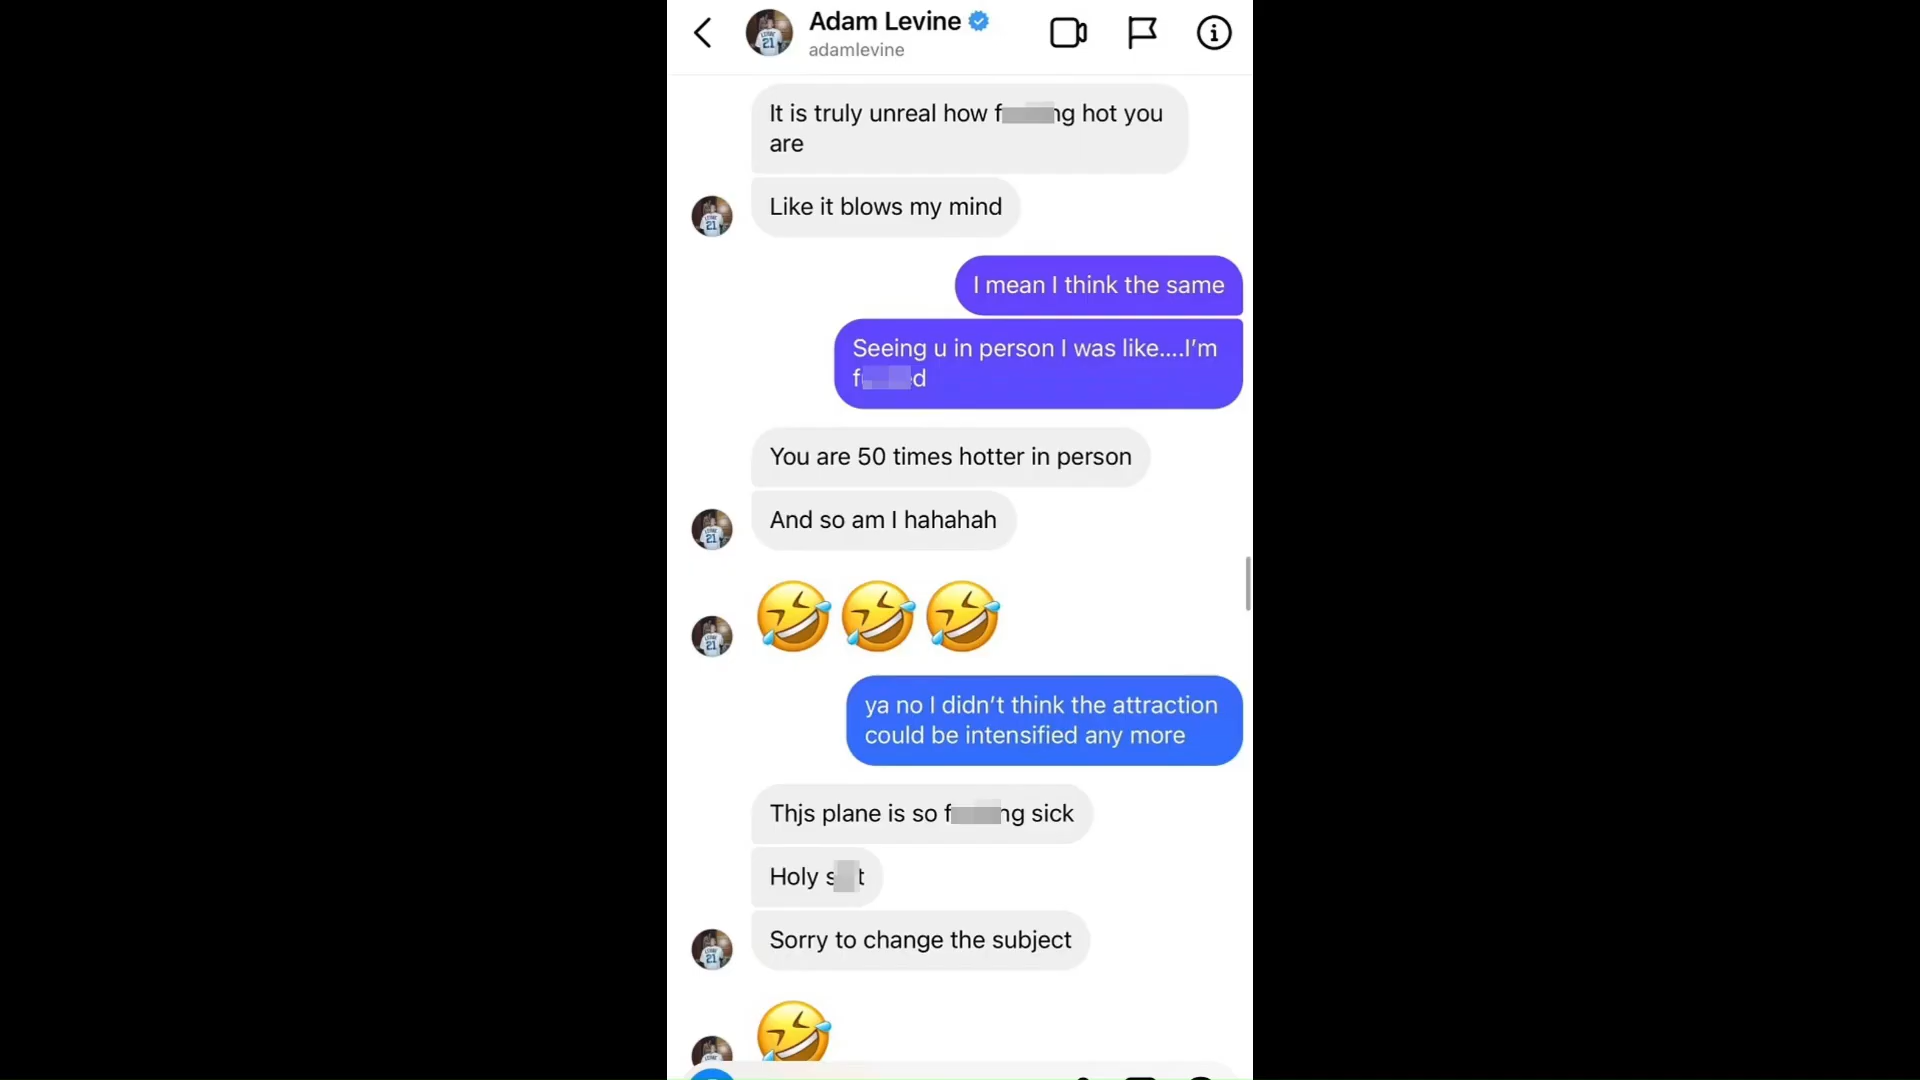 Adam Levine
adamlevine
It is truly unreal how f ng hot you
are
Like it blows my mind
I mean I think the same
Seeing u in person I was like....I’m
f d
You are 50 times hotter in person
And so am I hahahah
ya no I didn’t think the attraction
could be intensified any more
Thjs plane is so f ng sick
Holy s t
Sorry to change the subject